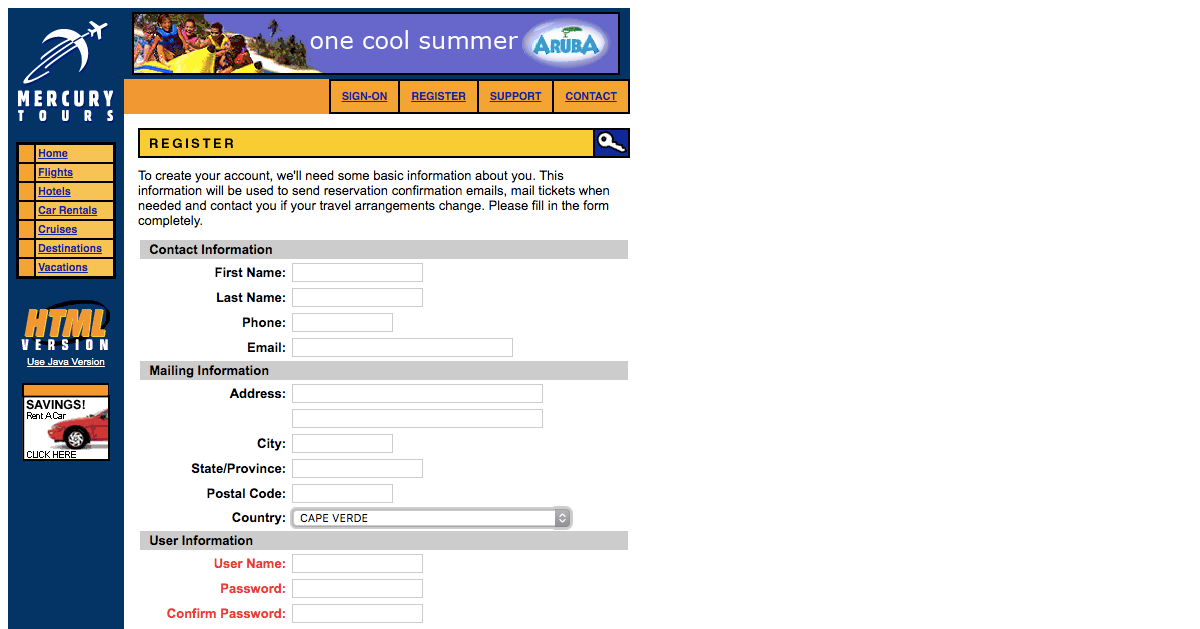 one cool summer
ARUBA
MERCURY
TOURS
SIGN-ON
REGISTER
SUPPORT
CONTACT
Home
Flights
Hotels
Car Rentals
Cruises
Destinations
Vacations
HTML
VERSION
Use Java Version
SAVINGS!
Rent A Car
CLICK HERE
REGISTER
To create your account, we'll need some basic information about you. This
information will be used to send reservation confirmation emails, mail tickets when
needed and contact you if your travel arrangements change. Please fill in the form
completely.
Contact Information
First Name:
Last Name:
Phone:
Email:
Mailing Information
Address:
City:
State/Province:
Postal Code:
Country: CAPE VERDE
User Information
User Name:
Password:
Confirm Password: